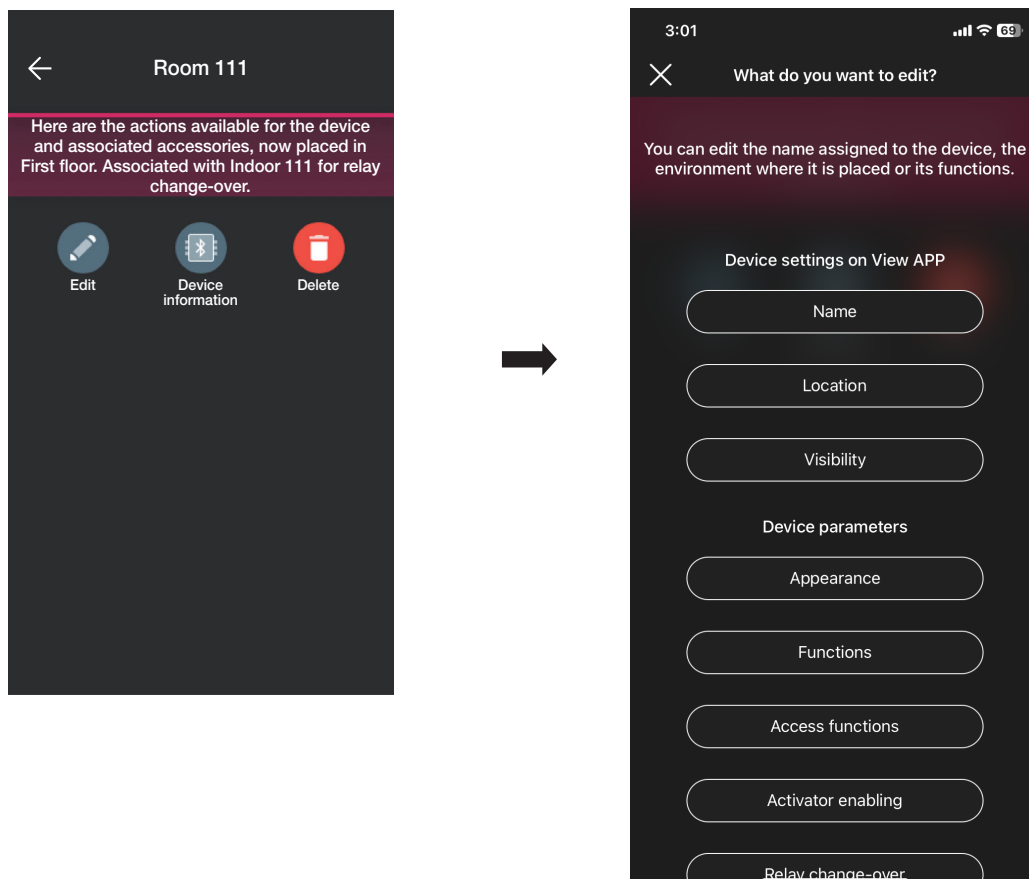 Room 111
Here are the actions available for the device
and associated accessories, now placed in
First floor. Associated with Indoor 111 for relay
change-over.
Edit
Device
information
Delete
3:01
69
What do you want to edit?
You can edit the name assigned to the device, the
environment where it is placed or its functions.
Device settings on View APP
Name
Location
Visibility
Device parameters
Appearance
Functions
Access functions
Activator enabling
Relay change-over